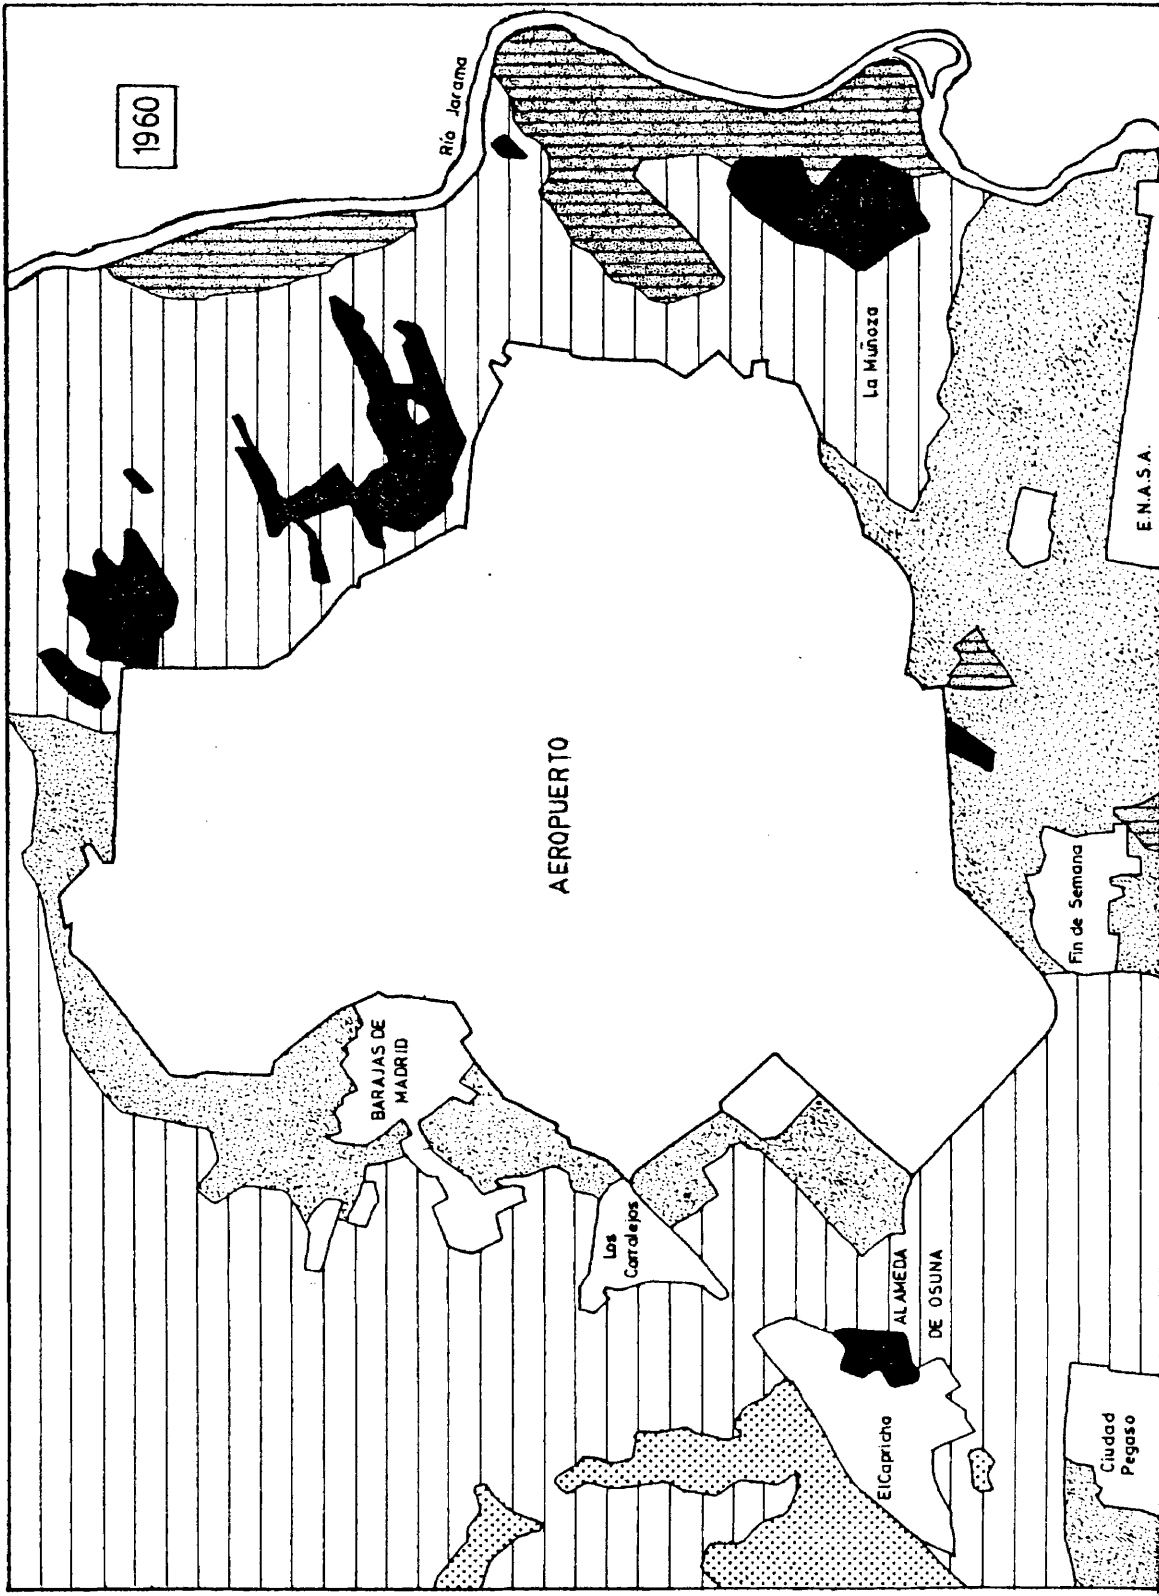 1960
Río Jarama
La Muñoza
E.N.A.S.A.
AEROPUERTO
Fin de Semana
BARAJAS DE
MADRID
Los
Corralejos
ALAMEDA
DE OSUNA
El Capricho
Ciudad
Pegaso